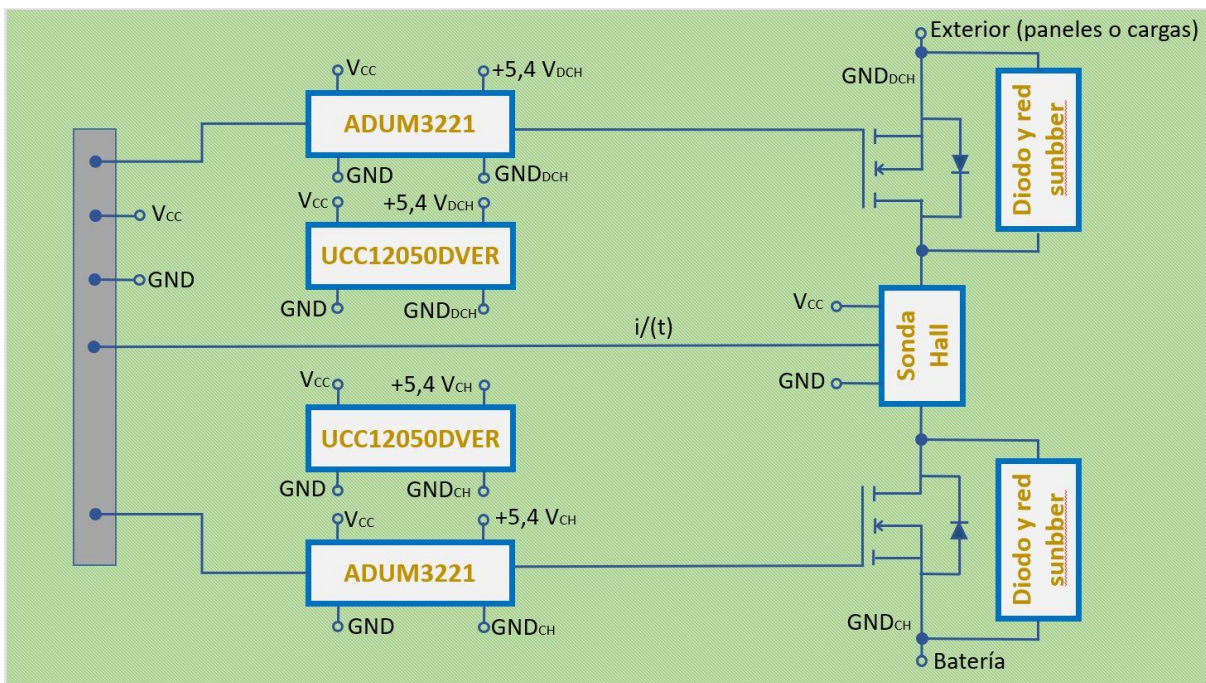 Exterior (paneles o cargas)
VCC
+5,4 VDCH
GNDDCH
ADUM3221
Diodo y red
sunbber
GND
GNDDCH
VCC
+5,4 VDCH
VCC
UCC12050DVER
GND
GND
GNDDCH
VCC
i/(t)
Sonda
Hall
VCC
+5,4 VCH
GND
UCC12050DVER
GND
GNDCH
VCC
+5,4 VCH
Diodo y red
sunbber
ADUM3221
GND
GNDCH
GNDCH
Batería